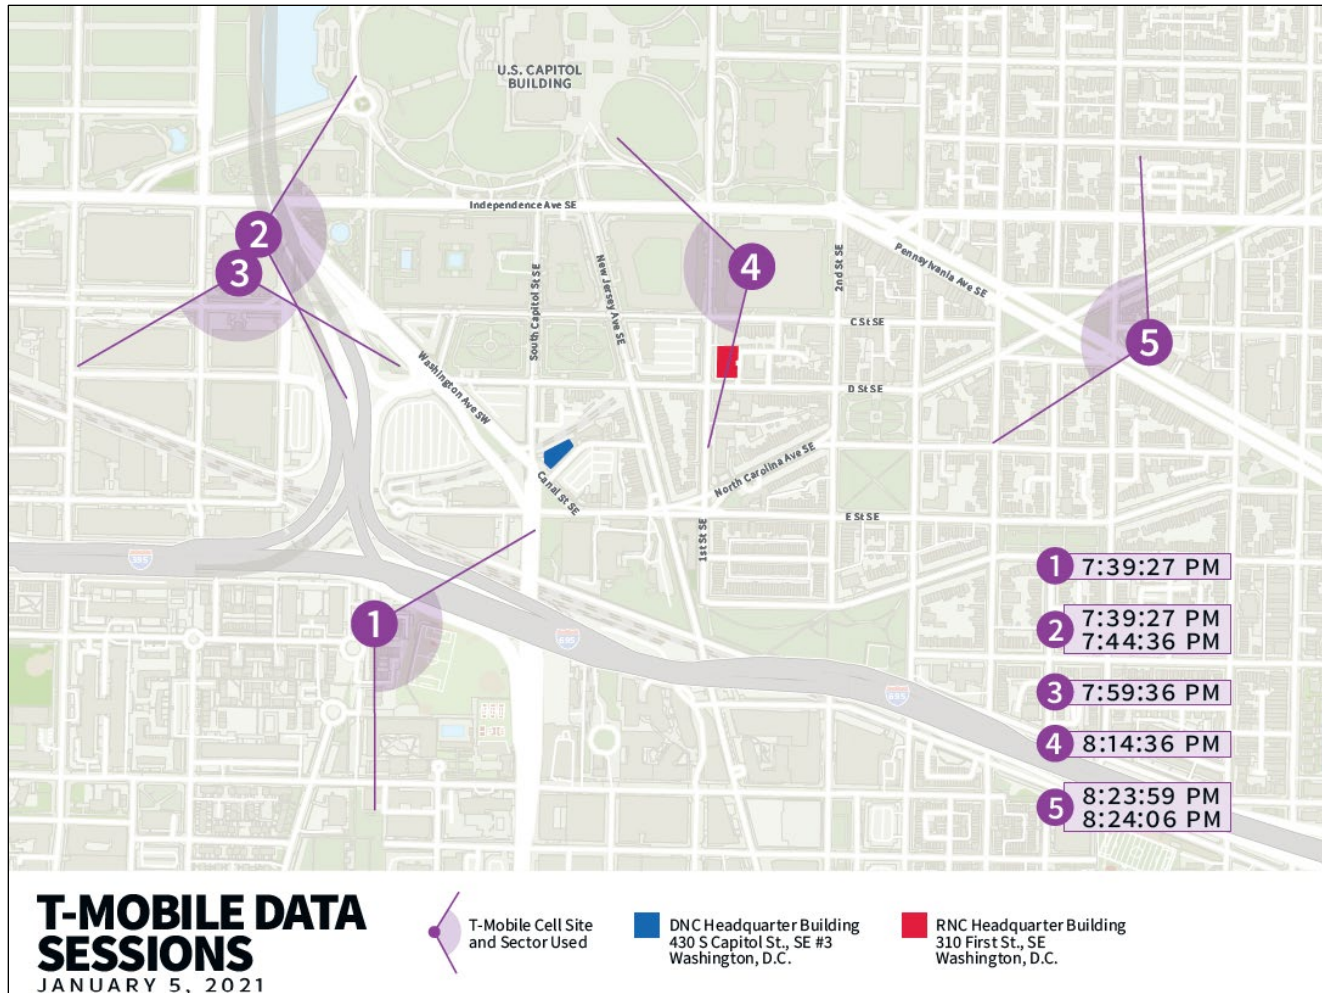 U.S. CAPITOL
BUILDING
Independence Ave SE
2
3
4
5
1
South Capitol St SE
New Jersey Ave SE
2nd St SE
Pennsylvania Ave SE
C St SE
Washington Ave SW
D St SE
North Carolina Ave SE
Canal St SE
E St SE
1st St SE
395
695
695
1 7:39:27 PM
2 7:39:27 PM
7:44:36 PM
3 7:59:36 PM
4 8:14:36 PM
5 8:23:59 PM
8:24:06 PM
T-MOBILE DATA
SESSIONS
JANUARY 5, 2021
T-Mobile Cell Site
and Sector Used
DNC Headquarter Building
430 S Capitol St., SE #3
Washington, D.C.
RNC Headquarter Building
310 First St., SE
Washington, D.C.